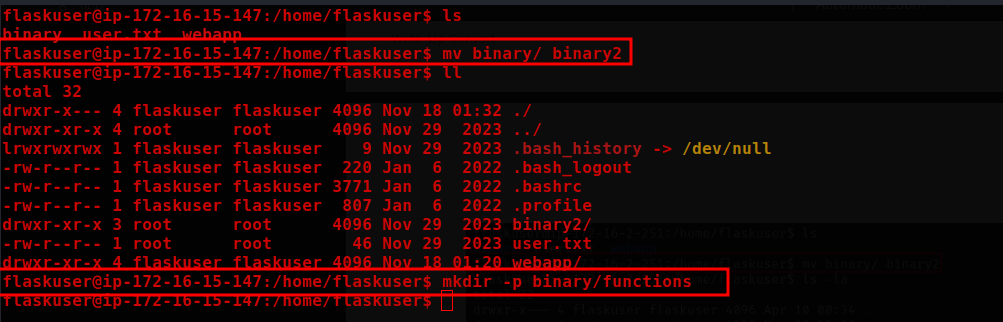 flaskuser@ip-172-16-15-147:/home/flaskuser$ ls
binary user.txt webapp
flaskuser@ip-172-16-15-147:/home/flaskuser$ mv binary/ binary2
flaskuser@ip-172-16-15-147:/home/flaskuser$ ll
total 32
drwxr-x--- 4 flaskuser flaskuser 4096 Nov 18 01:32 ./
drwxr-xr-x 4 root root 4096 Nov 29 2023 ../
lrwxrwxrwx 1 flaskuser flaskuser 9 Nov 29 2023 .bash_history -> /dev/null
-rw-r--r-- 1 flaskuser flaskuser 220 Jan 6 2022 .bash_logout
-rw-r--r-- 1 flaskuser flaskuser 3771 Jan 6 2022 .bashrc
-rw-r--r-- 1 flaskuser flaskuser 807 Jan 6 2022 .profile
drwxr-xr-x 3 root root 4096 Nov 29 2023 binary2/
-rw-r--r-- 1 root root 46 Nov 29 2023 user.txt
drwxr-xr-x 4 flaskuser flaskuser 4096 Nov 18 01:20 webapp/
flaskuser@ip-172-16-15-147:/home/flaskuser$ mkdir -p binary/functions
flaskuser@ip-172-16-15-147:/home/flaskuser$